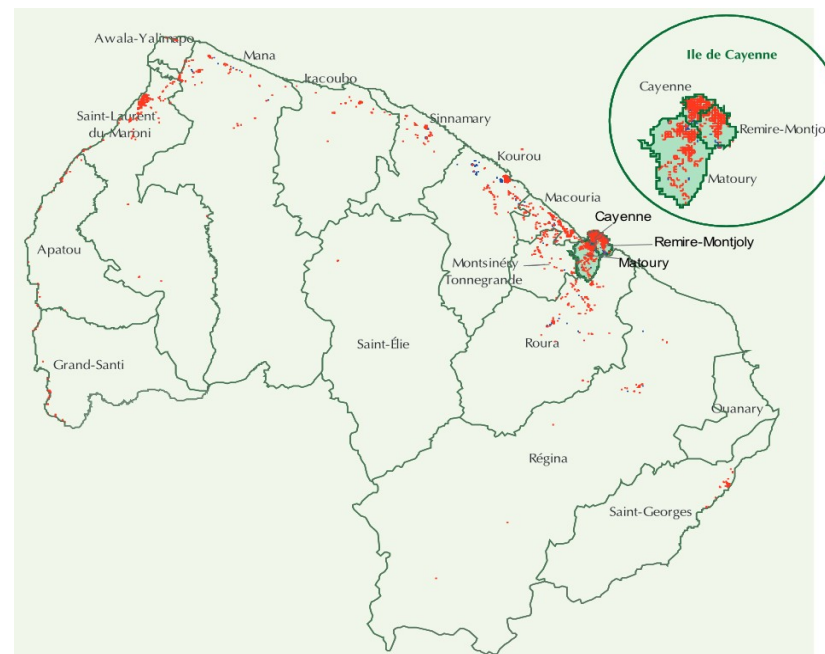 Ile de Cayenne
Cayenne
Remire-Montjo
Matoury
Awala-Yalimapo
Mana
Iracoubo
Saint-Laurent
du Maroni
Sinnamary
Kourou
Macouria
Cayenne
Remire-Montjoly
Matoury
Montsinéry
Tonnegrande
Apatou
Grand-Santi
Saint-Élie
Roura
Ouanary
Régina
Saint-Georges